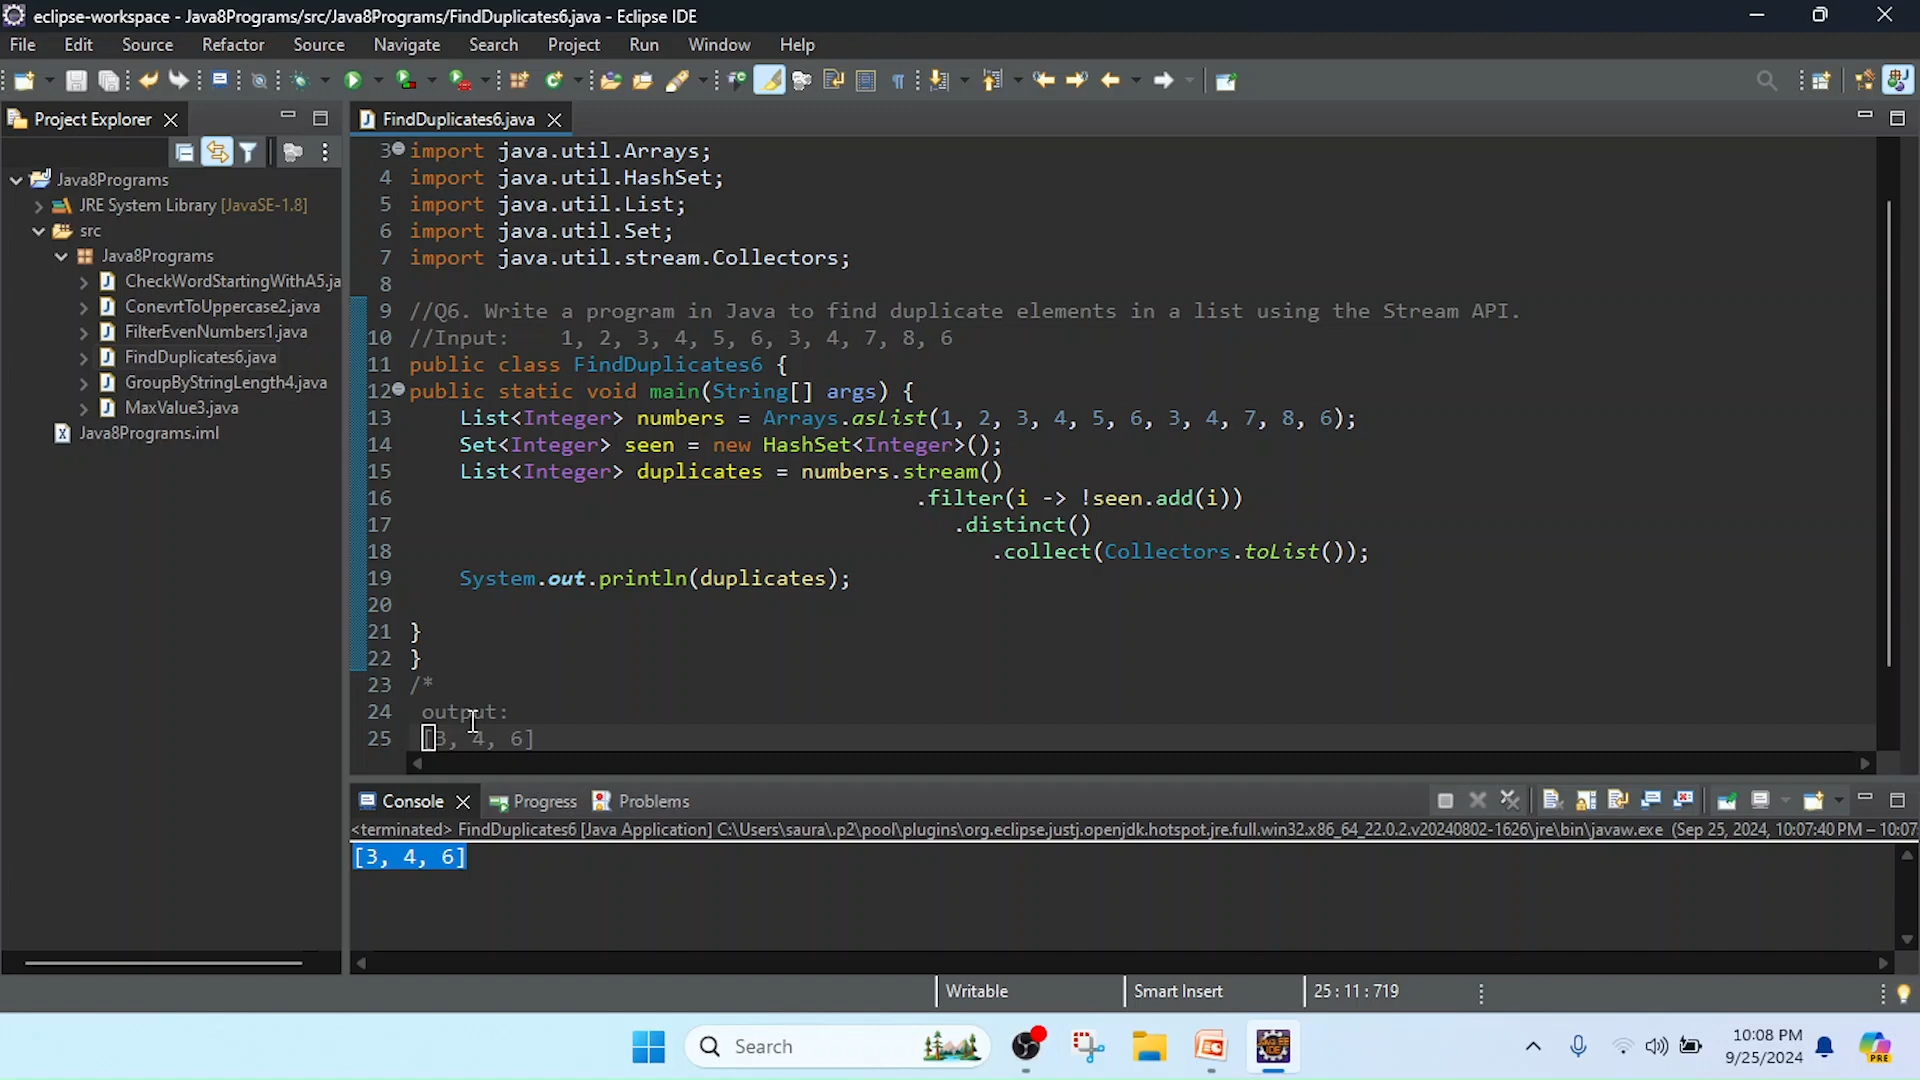 eclipse-workspace - Java8Programs/src/Java8Programs/FindDuplicates6.java - Eclipse IDE
File Edit Source Refactor Source Navigate Search Project Run Window Help
Project Explorer
Java8Programs
JRE System Library [JavaSE-1.8]
src
Java8Programs
CheckWordStartingWithA5.ja
ConevrtToUppercase2.java
FilterEvenNumbers1.java
FindDuplicates6.java
GroupByStringLength4.java
MaxValue3.java
Java8Programs.iml
FindDuplicates6.java
3 import java.util.Arrays;
4 import java.util.HashSet;
5 import java.util.List;
6 import java.util.Set;
7 import java.util.stream.Collectors;
8
9 //Q6. Write a program in Java to find duplicate elements in a list using the Stream API.
10 //Input: 1, 2, 3, 4, 5, 6, 3, 4, 7, 8, 6
11 public class FindDuplicates6 {
12 public static void main(String[] args) {
13 List<Integer> numbers = Arrays.asList(1, 2, 3, 4, 5, 6, 3, 4, 7, 8, 6);
14 Set<Integer> seen = new HashSet<Integer>();
15 List<Integer> duplicates = numbers.stream()
16 .filter(i -> !seen.add(i))
17 .distinct()
18 .collect(Collectors.toList());
19 System.out.println(duplicates);
20
21 }
22 }
23 /*
24 output:
25 [3, 4, 6]
Console Progress Problems
<terminated> FindDuplicates6 [Java Application] C:\Users\saura\.p2\pool\plugins\org.eclipse.justj.openjdk.hotspot.jre.full.win32.x86_64_22.0.2.v20240802-1626\jre\bin\javaw.exe (Sep 25, 2024, 10:07:40 PM – 10:07
[3, 4, 6]
Writable Smart Insert 25 : 11 : 719
Search
10:08 PM
9/25/2024
PRE